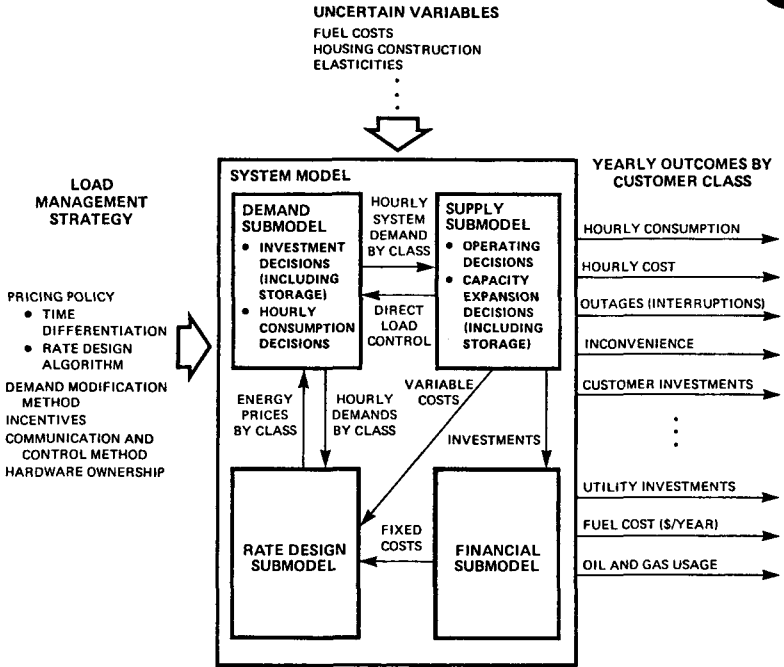 UNCERTAIN VARIABLES
FUEL COSTS
HOUSING CONSTRUCTION
ELASTICITIES
LOAD
MANAGEMENT
STRATEGY
PRICING POLICY
• TIME
DIFFERENTIATION
• RATE DESIGN
ALGORITHM
DEMAND MODIFICATION
METHOD
INCENTIVES
COMMUNICATION AND
CONTROL METHOD
HARDWARE OWNERSHIP
SYSTEM MODEL
DEMAND
SUBMODEL
• INVESTMENT
DECISIONS
(INCLUDING
STORAGE)
• HOURLY
CONSUMPTION
DECISIONS
HOURLY
SYSTEM
DEMAND
BY CLASS
DIRECT
LOAD
CONTROL
SUPPLY
SUBMODEL
• OPERATING
DECISIONS
• CAPACITY
EXPANSION
DECISIONS
(INCLUDING
STORAGE)
ENERGY
PRICES
BY CLASS
HOURLY
DEMANDS
BY CLASS
VARIABLE
COSTS
INVESTMENTS
RATE DESIGN
SUBMODEL
FIXED
COSTS
FINANCIAL
SUBMODEL
YEARLY OUTCOMES BY
CUSTOMER CLASS
HOURLY CONSUMPTION
HOURLY COST
OUTAGES (INTERRUPTIONS)
INCONVENIENCE
CUSTOMER INVESTMENTS
UTILITY INVESTMENTS
FUEL COST ($/YEAR)
OIL AND GAS USAGE